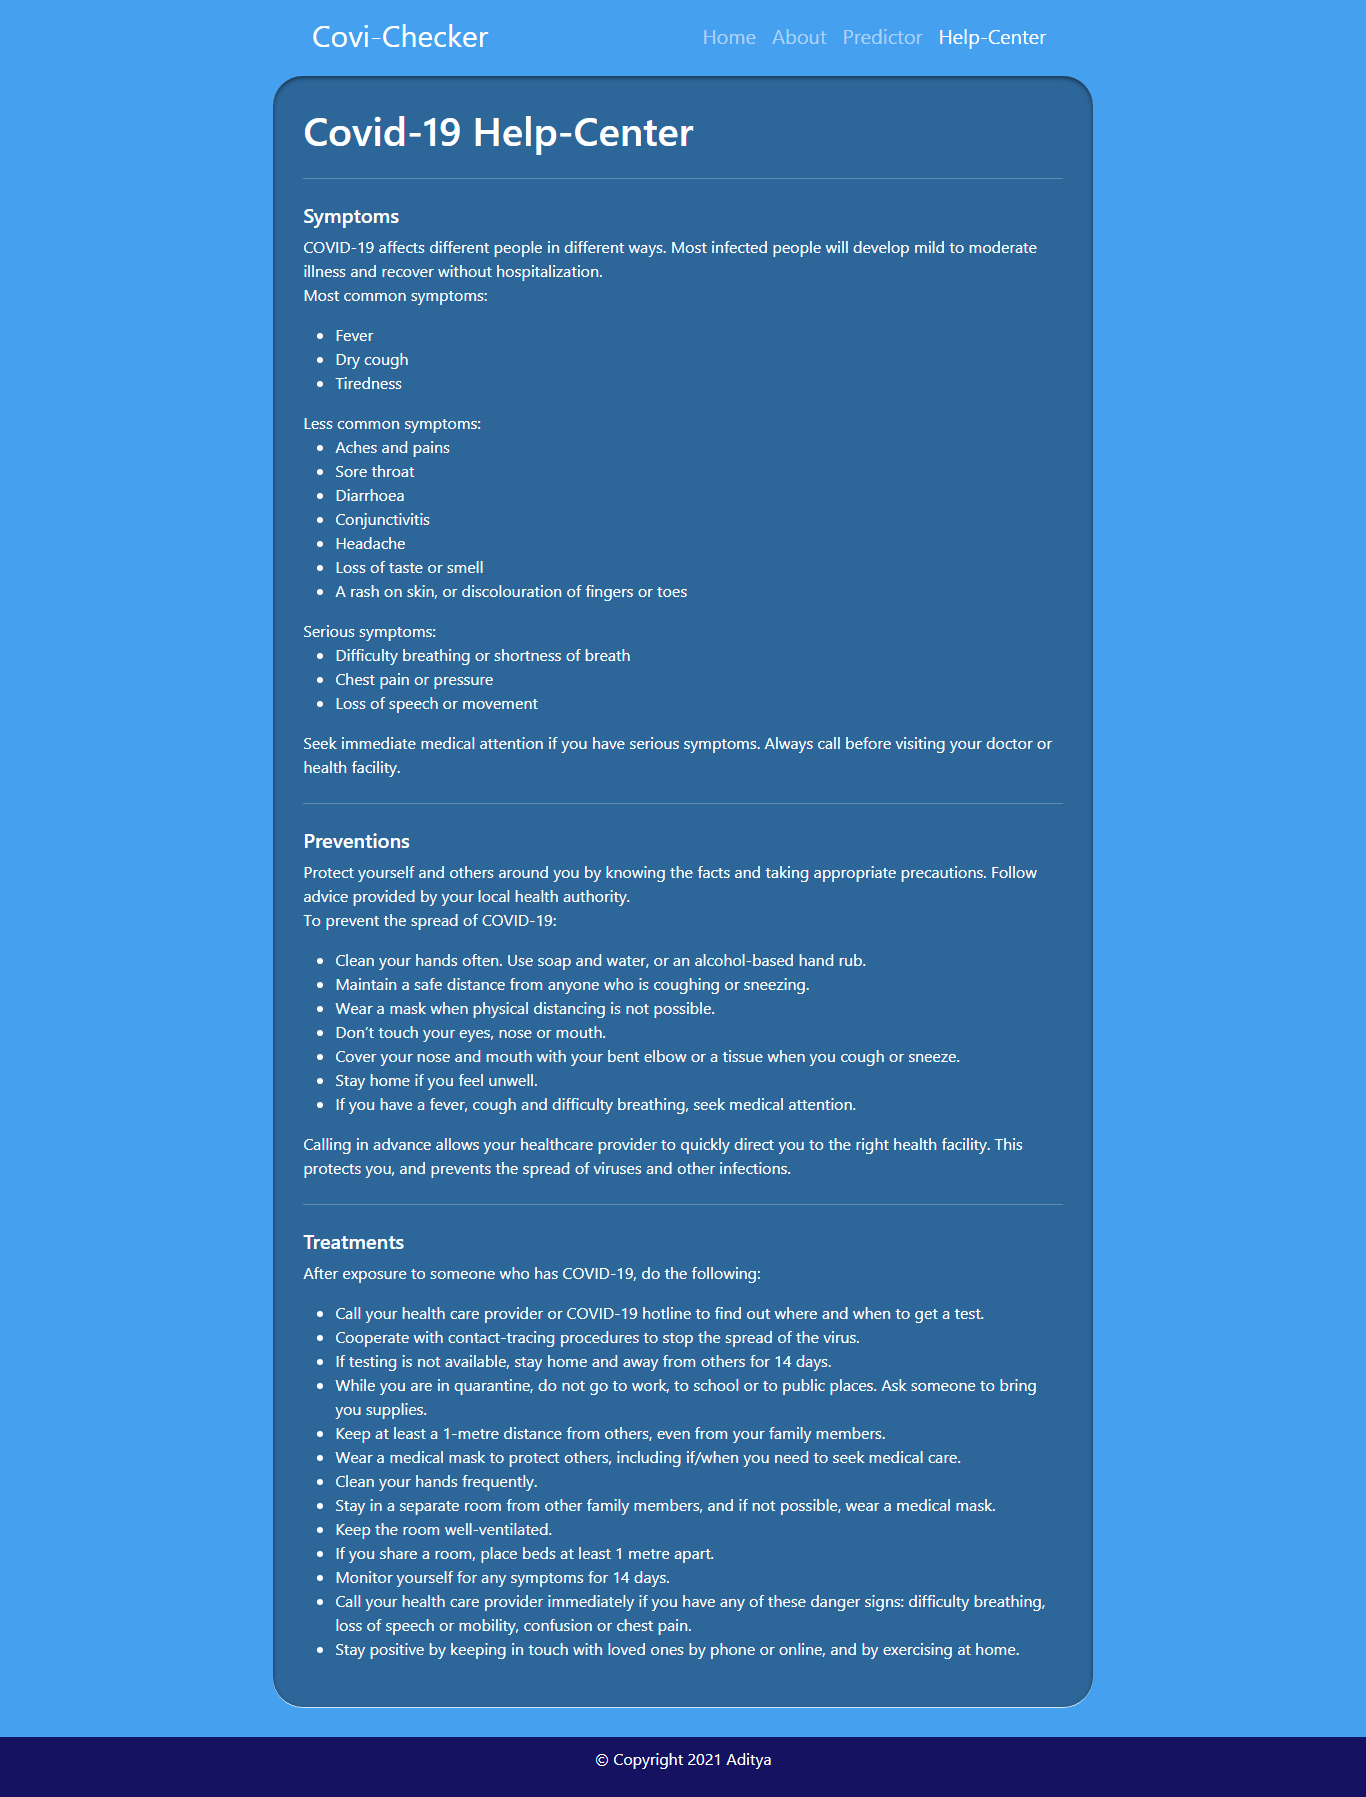 Covi-Checker
Home About Predictor Help-Center
Covid-19 Help-Center
Symptoms
COVID-19 affects different people in different ways. Most infected people will develop mild to moderate
illness and recover without hospitalization.
Most common symptoms:
• Fever
• Dry cough
• Tiredness
Less common symptoms:
• Aches and pains
• Sore throat
• Diarrhoea
• Conjunctivitis
• Headache
• Loss of taste or smell
• A rash on skin, or discolouration of fingers or toes
Serious symptoms:
• Difficulty breathing or shortness of breath
• Chest pain or pressure
• Loss of speech or movement
Seek immediate medical attention if you have serious symptoms. Always call before visiting your doctor or
health facility.
Preventions
Protect yourself and others around you by knowing the facts and taking appropriate precautions. Follow
advice provided by your local health authority.
To prevent the spread of COVID-19:
• Clean your hands often. Use soap and water, or an alcohol-based hand rub.
• Maintain a safe distance from anyone who is coughing or sneezing.
• Wear a mask when physical distancing is not possible.
• Don't touch your eyes, nose or mouth.
• Cover your nose and mouth with your bent elbow or a tissue when you cough or sneeze.
• Stay home if you feel unwell.
• If you have a fever, cough and difficulty breathing, seek medical attention.
Calling in advance allows your healthcare provider to quickly direct you to the right health facility. This
protects you, and prevents the spread of viruses and other infections.
Treatments
After exposure to someone who has COVID-19, do the following:
• Call your health care provider or COVID-19 hotline to find out where and when to get a test.
• Cooperate with contact-tracing procedures to stop the spread of the virus.
• If testing is not available, stay home and away from others for 14 days.
• While you are in quarantine, do not go to work, to school or to public places. Ask someone to bring
you supplies.
• Keep at least a 1-metre distance from others, even from your family members.
• Wear a medical mask to protect others, including if/when you need to seek medical care.
• Clean your hands frequently.
• Stay in a separate room from other family members, and if not possible, wear a medical mask.
• Keep the room well-ventilated.
• If you share a room, place beds at least 1 metre apart.
• Monitor yourself for any symptoms for 14 days.
• Call your health care provider immediately if you have any of these danger signs: difficulty breathing,
loss of speech or mobility, confusion or chest pain.
• Stay positive by keeping in touch with loved ones by phone or online, and by exercising at home.
© Copyright 2021 Aditya